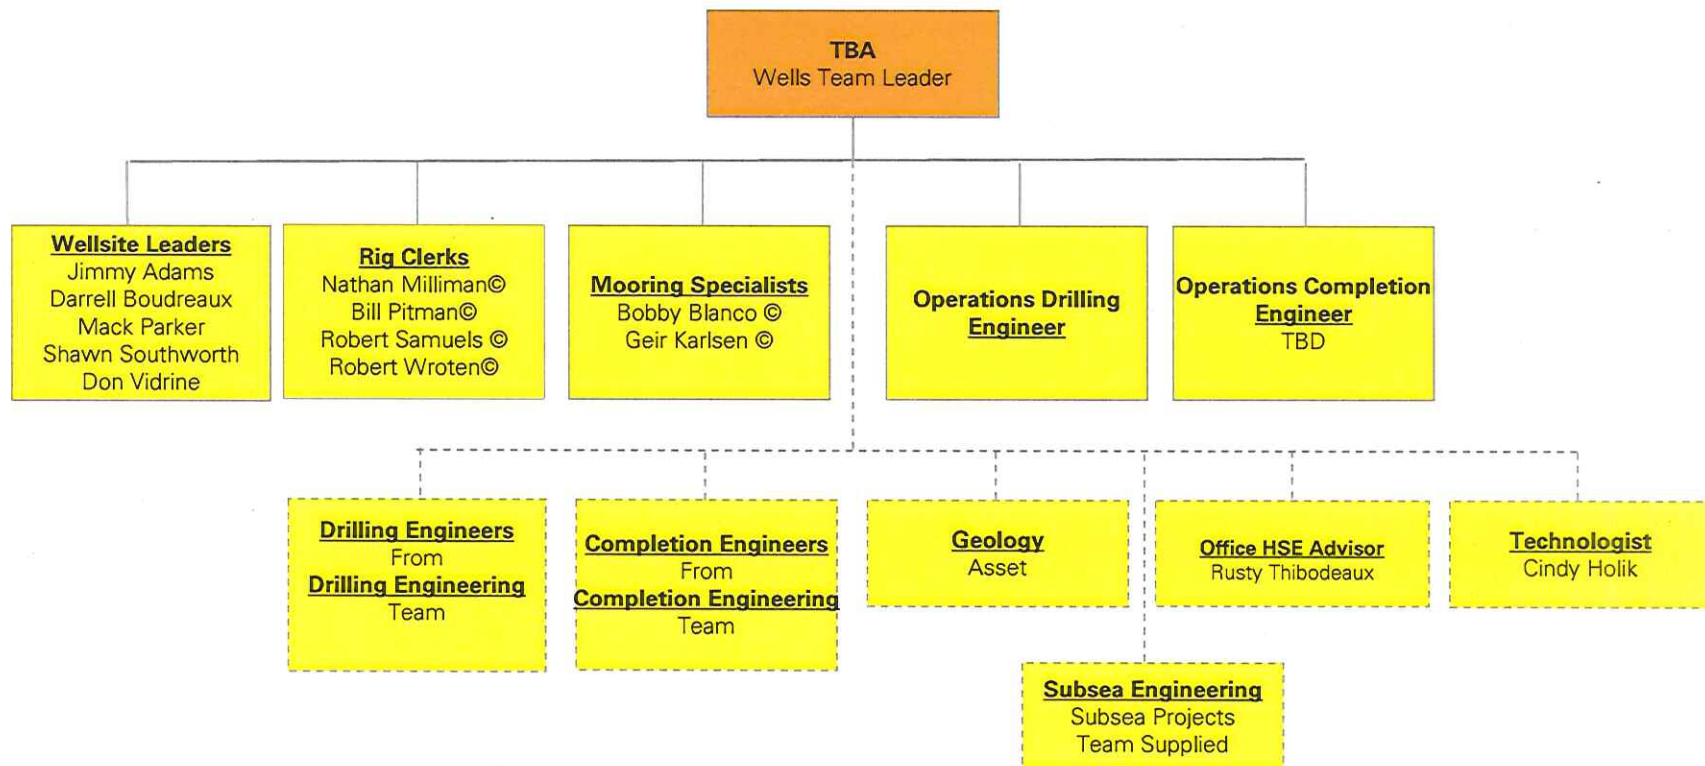 TBA
Wells Team Leader
Wellsite Leaders
Jimmy Adams
Darrell Boudreaux
Mack Parker
Shawn Southworth
Don Vidrine
Rig Clerks
Nathan Milliman©
Bill Pitman©
Robert Samuels ©
Robert Wroten©
Mooring Specialists
Bobby Blanco ©
Geir Karlsen ©
Operations Drilling
Engineer
Operations Completion
Engineer
TBD
Drilling Engineers
From
Drilling Engineering
Team
Completion Engineers
From
Completion Engineering
Team
Geology
Asset
Office HSE Advisor
Rusty Thibodeaux
Technologist
Cindy Holik
Subsea Engineering
Subsea Projects
Team Supplied